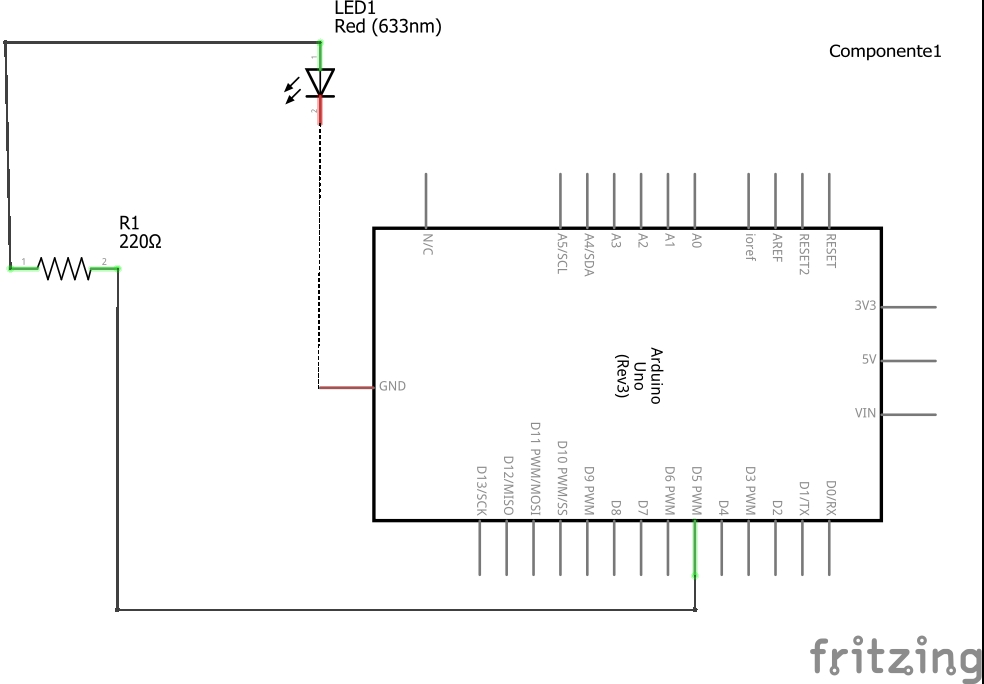 LED1
Red (633nm)
Componente1
1
2
R1
220Ω
1
2
N/C
A5/SCL
A4/SDA
A3
A2
A1
A0
ioref
AREF
RESET2
RESET
3V3
5V
VIN
GND
Arduino
Uno
(Rev3)
D13/SCK
D12/MISO
D11 PWM/MOSI
D10 PWM/SS
D9 PWM
D8
D7
D6 PWM
D5 PWM
D4
D3 PWM
D2
D1/TX
D0/RX
fritzing